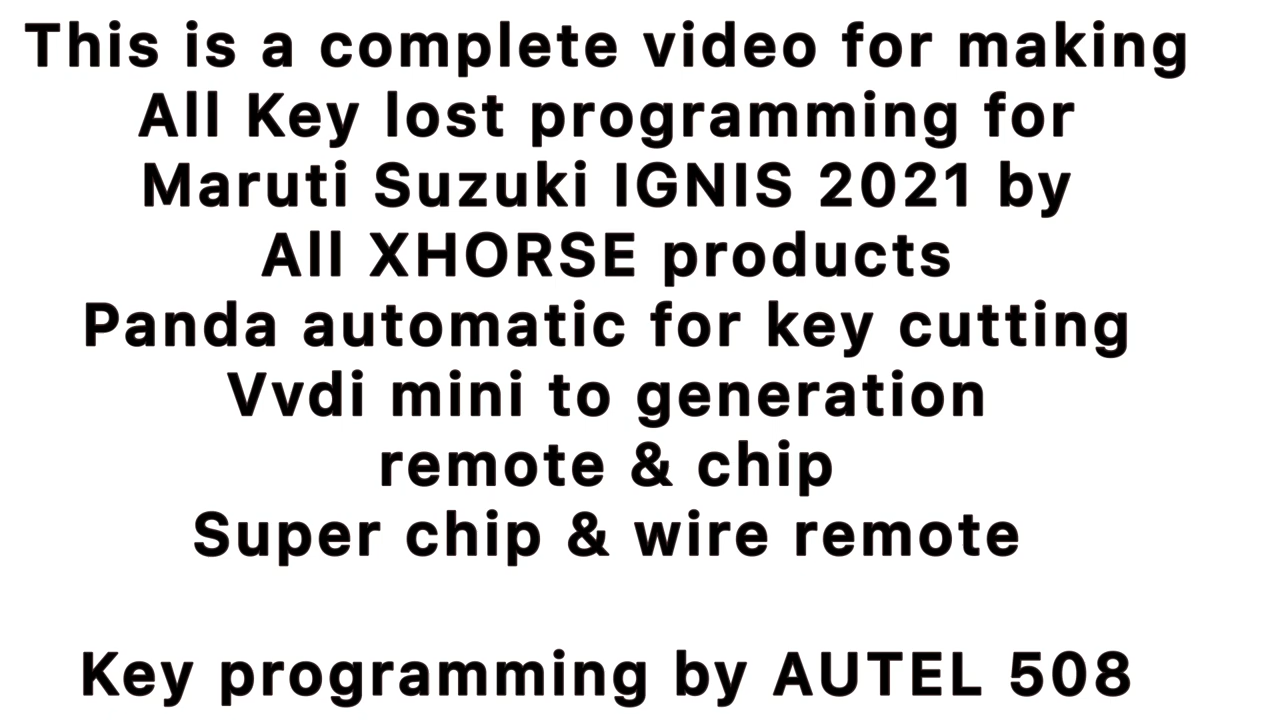 This is a complete video for making
All Key lost programming for
Maruti Suzuki IGNIS 2021 by
All XHORSE products
Panda automatic for key cutting
Vvdi mini to generation
remote & chip
Super chip & wire remote
Key programming by AUTEL 508